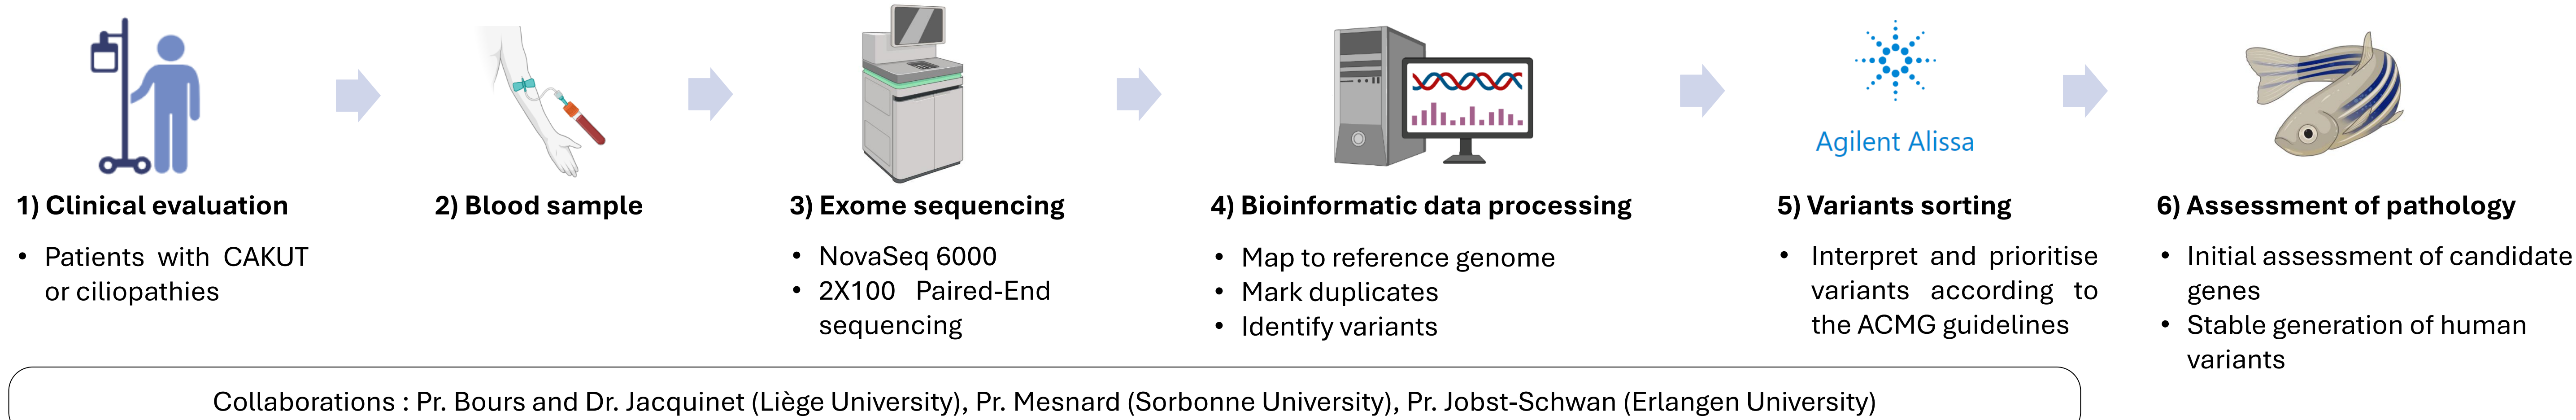 Agilent Alissa
1) Clinical evaluation
• Patients with CAKUT
or ciliopathies
2) Blood sample
3) Exome sequencing
• NovaSeq 6000
• 2X100 Paired-End
sequencing
4) Bioinformatic data processing
• Map to reference genome
• Mark duplicates
• Identify variants
5) Variants sorting
• Interpret and prioritise
variants according to
the ACMG guidelines
6) Assessment of pathology
• Initial assessment of candidate
genes
• Stable generation of human
variants
Collaborations : Pr. Bours and Dr. Jacquinet (Liège University), Pr. Mesnard (Sorbonne University), Pr. Jobst-Schwan (Erlangen University)